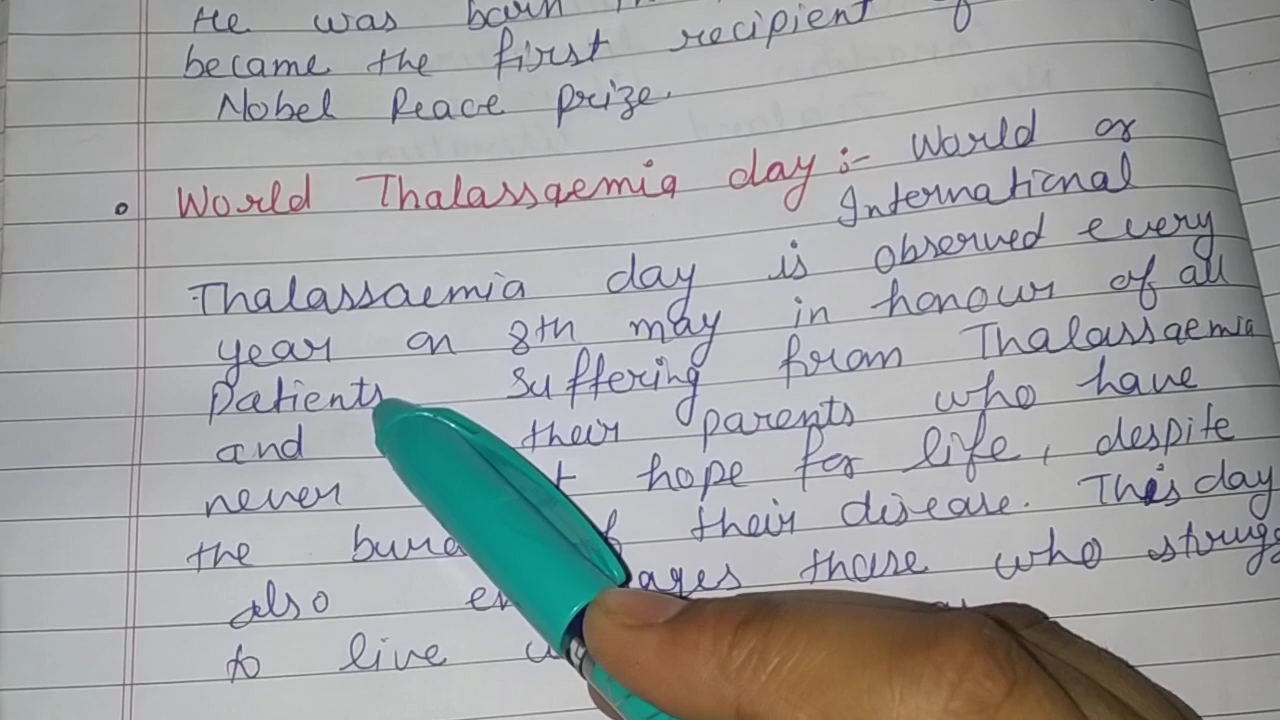 He was born
became the first recipient of
Nobel Peace prize.
World Thalassaemia day :- World or
International
Thalassaemia day is observed every
year on 8th may in honour of all
Patients suffering from Thalassaemia
and their parents who have
never hope for life, despite
the their disease. This day
also those who
to live